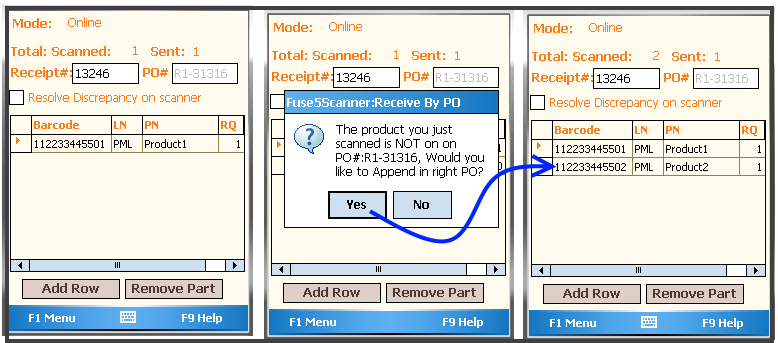 Mode: Online
Total: Scanned: 1 Sent: 1
Receipt#: 13246 PO# R1-31316
Resolve Discrepancy on scanner
Barcode LN PN RQ
112233445501 PML Product1 1
Add Row Remove Part
F1 Menu F9 Help
Mode: Online
Total: Scanned: 1 Sent: 1
Receipt#: 13246 PO# R1-31316
Fuse5Scanner:Receive By PO
The product you just
scanned is NOT on on
PO#:R1-31316, Would you
like to Append in right PO?
Yes No
Add Row Remove Part
F1 Menu F9 Help
Mode: Online
Total: Scanned: 2 Sent: 1
Receipt#: 13246 PO# R1-31316
Resolve Discrepancy on scanner
Barcode LN PN RQ
112233445501 PML Product1 1
112233445502 PML Product2 1
Add Row Remove Part
F1 Menu F9 Help